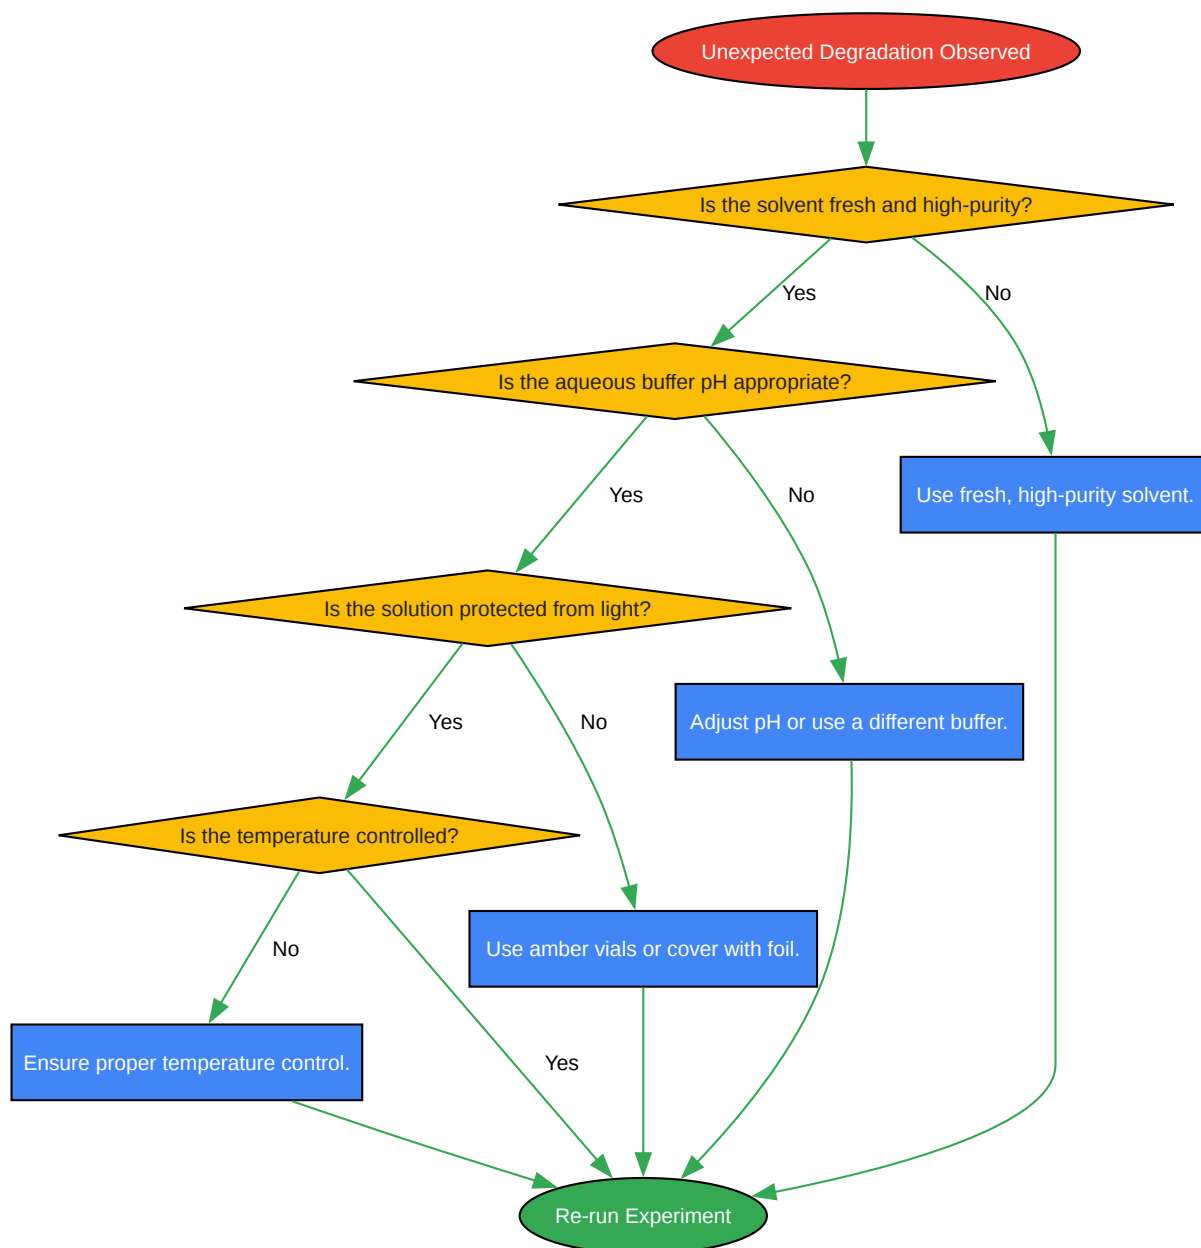 Unexpected Degradation Observed
Is the solvent fresh and high-purity?
Yes
No
Is the aqueous buffer pH appropriate?
Use fresh, high-purity solvent.
Yes
No
Is the solution protected from light?
Adjust pH or use a different buffer.
Yes
No
Is the temperature controlled?
Use amber vials or cover with foil.
No
Yes
Ensure proper temperature control.
Re-run Experiment